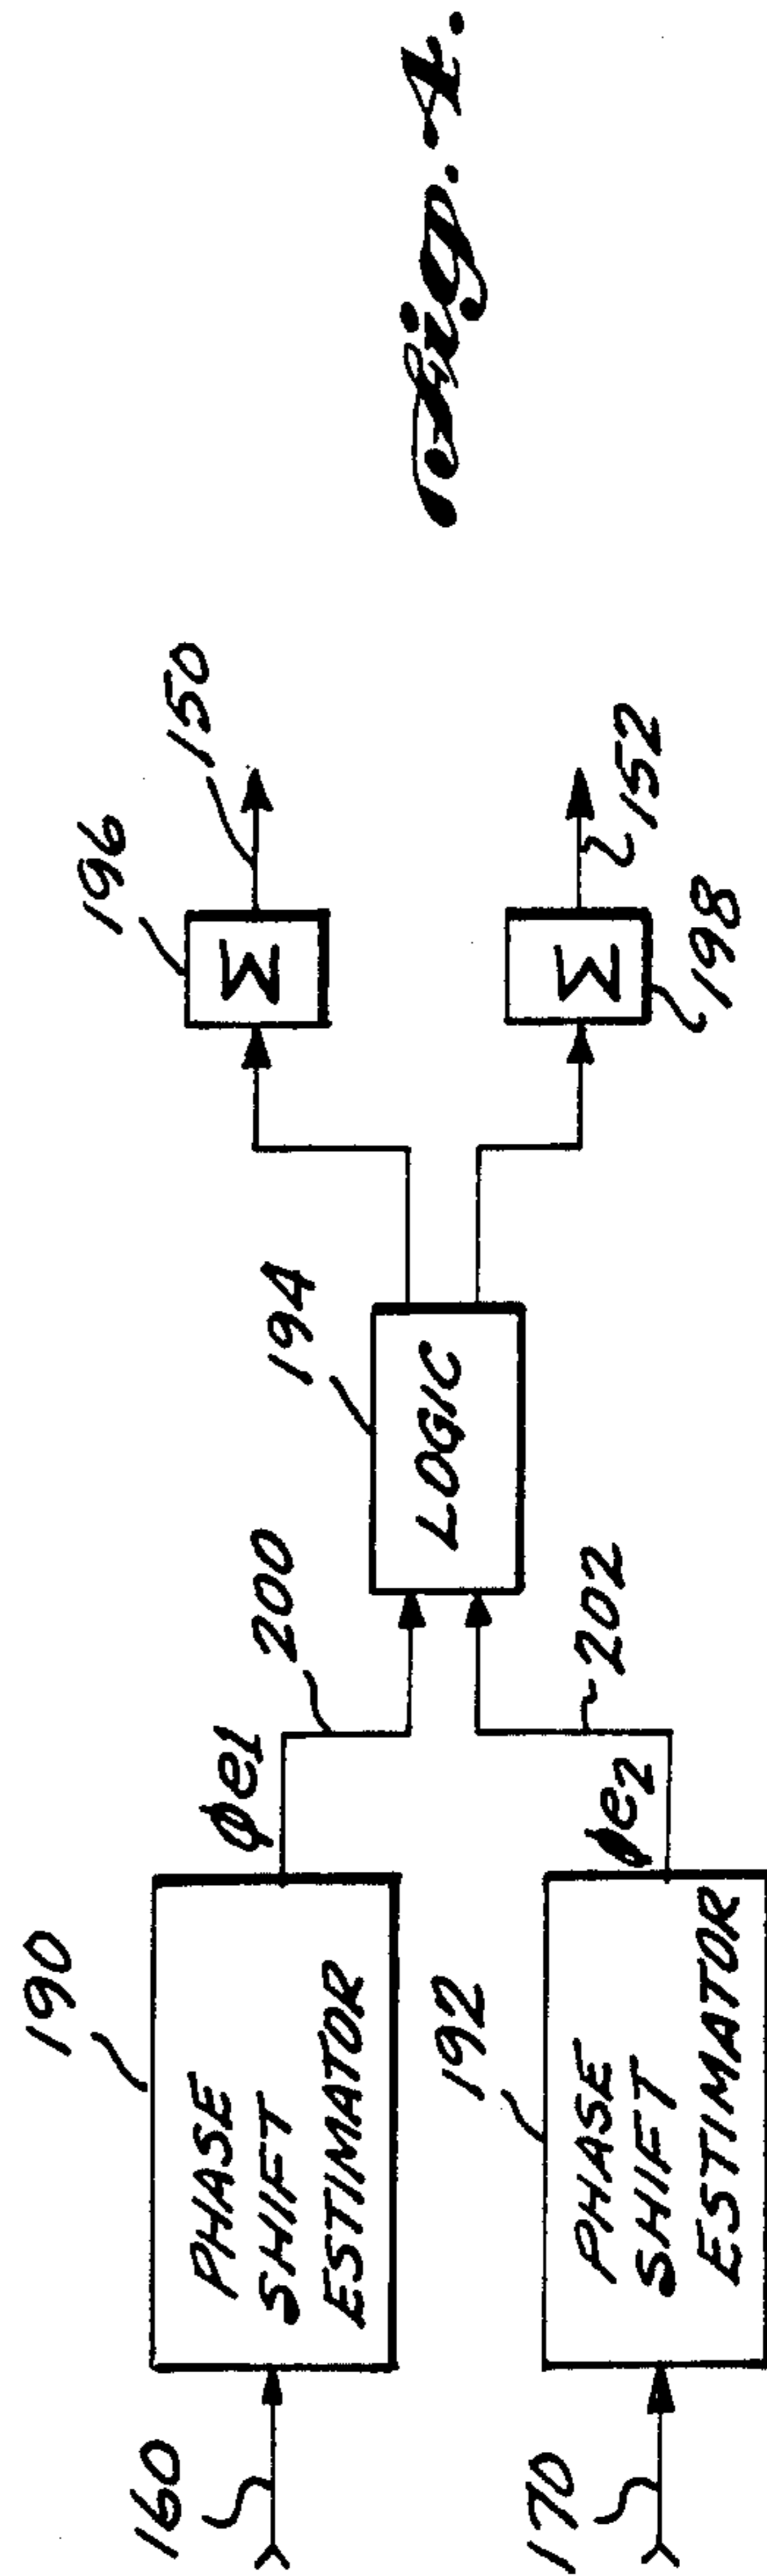 160
190
PHASE
SHIFT
ESTIMATOR
ϕe1
200
170
192
PHASE
SHIFT
ESTIMATOR
ϕe2
202
194
LOGIC
196
Σ
150
198
Σ
152
Fig. 4.